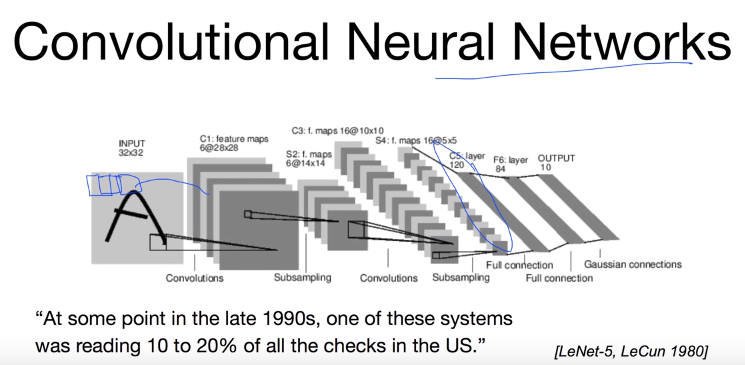 Convolutional Neural Networks
INPUT
32x32
C1: feature maps
6@28x28
S2: f. maps
6@14x14
C3: f. maps 16@10x10
S4: f. maps 16@5x5
C5: layer
120
F6: layer
84
OUTPUT
10
A
Convolutions
Subsampling
Convolutions
Subsampling
Full connection
Full connection
Gaussian connections
“At some point in the late 1990s, one of these systems
was reading 10 to 20% of all the checks in the US.”
[LeNet-5, LeCun 1980]